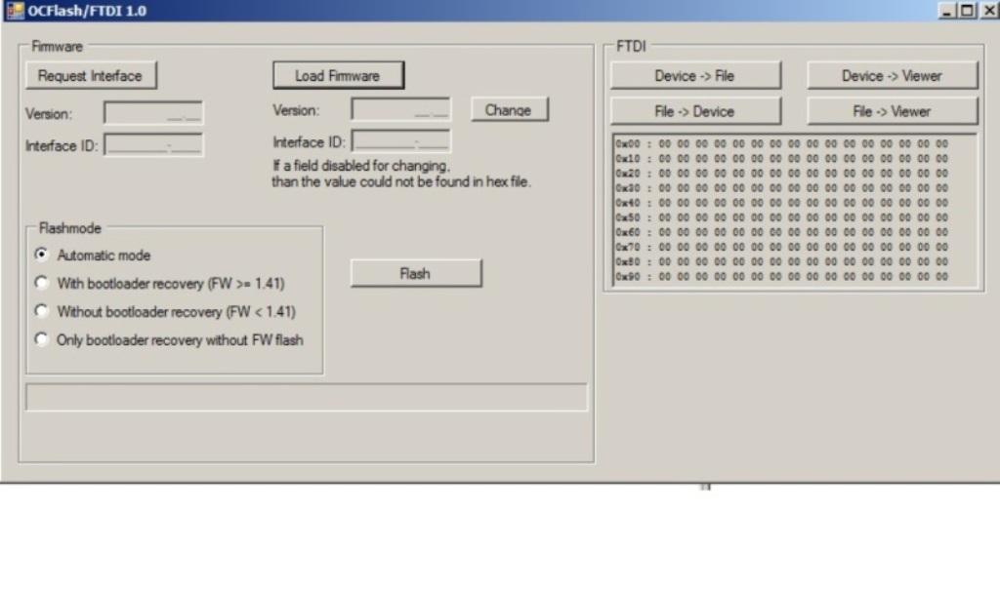 OCFlash/FTDI 1.0
Firmware
Request Interface
Version: __.__
Interface ID: ______-____
Load Firmware
Version: __.__
Change
Interface ID: ______-____
If a field disabled for changing,
than the value could not be found in hex file.
Flashmode
Automatic mode
With bootloader recovery (FW >= 1.41)
Without bootloader recovery (FW < 1.41)
Only bootloader recovery without FW flash
Flash
FTDI
Device -> File
Device -> Viewer
File -> Device
File -> Viewer
0x00 : 00 00 00 00 00 00 00 00 00 00 00 00 00 00 00 00
0x10 : 00 00 00 00 00 00 00 00 00 00 00 00 00 00 00 00
0x20 : 00 00 00 00 00 00 00 00 00 00 00 00 00 00 00 00
0x30 : 00 00 00 00 00 00 00 00 00 00 00 00 00 00 00 00
0x40 : 00 00 00 00 00 00 00 00 00 00 00 00 00 00 00 00
0x50 : 00 00 00 00 00 00 00 00 00 00 00 00 00 00 00 00
0x60 : 00 00 00 00 00 00 00 00 00 00 00 00 00 00 00 00
0x70 : 00 00 00 00 00 00 00 00 00 00 00 00 00 00 00 00
0x80 : 00 00 00 00 00 00 00 00 00 00 00 00 00 00 00 00
0x90 : 00 00 00 00 00 00 00 00 00 00 00 00 00 00 00 00